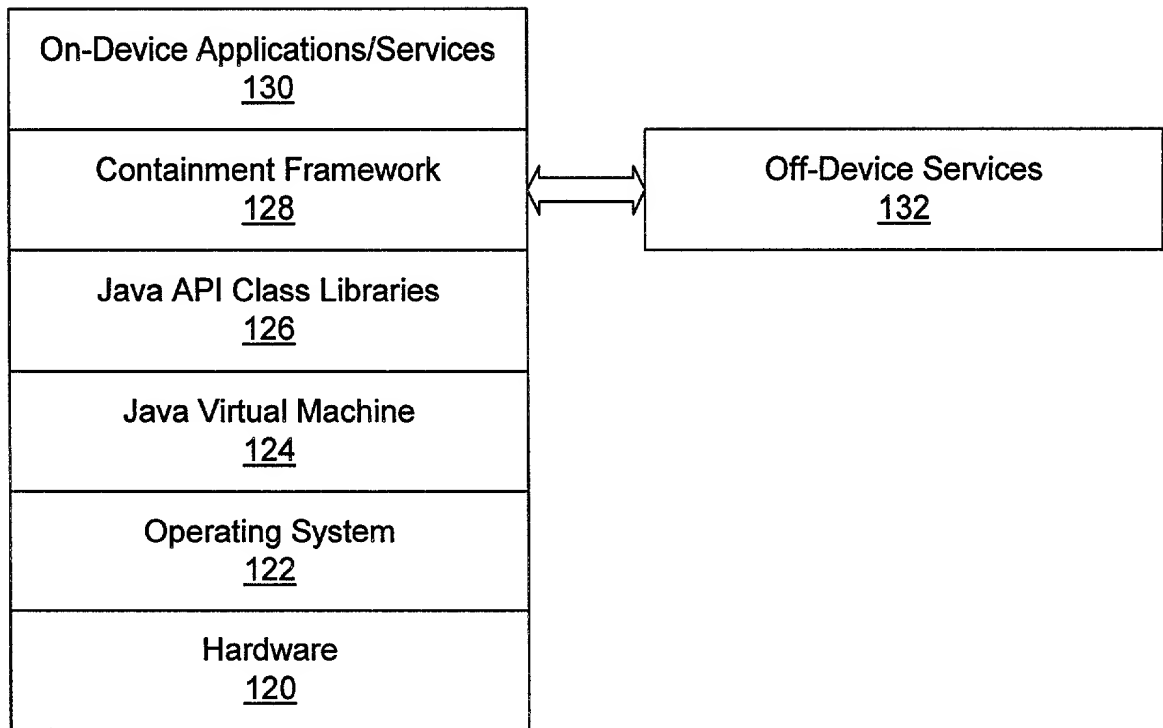 On-Device Applications/Services
130
Containment Framework
128
Off-Device Services
132
Java API Class Libraries
126
Java Virtual Machine
124
Operating System
122
Hardware
120